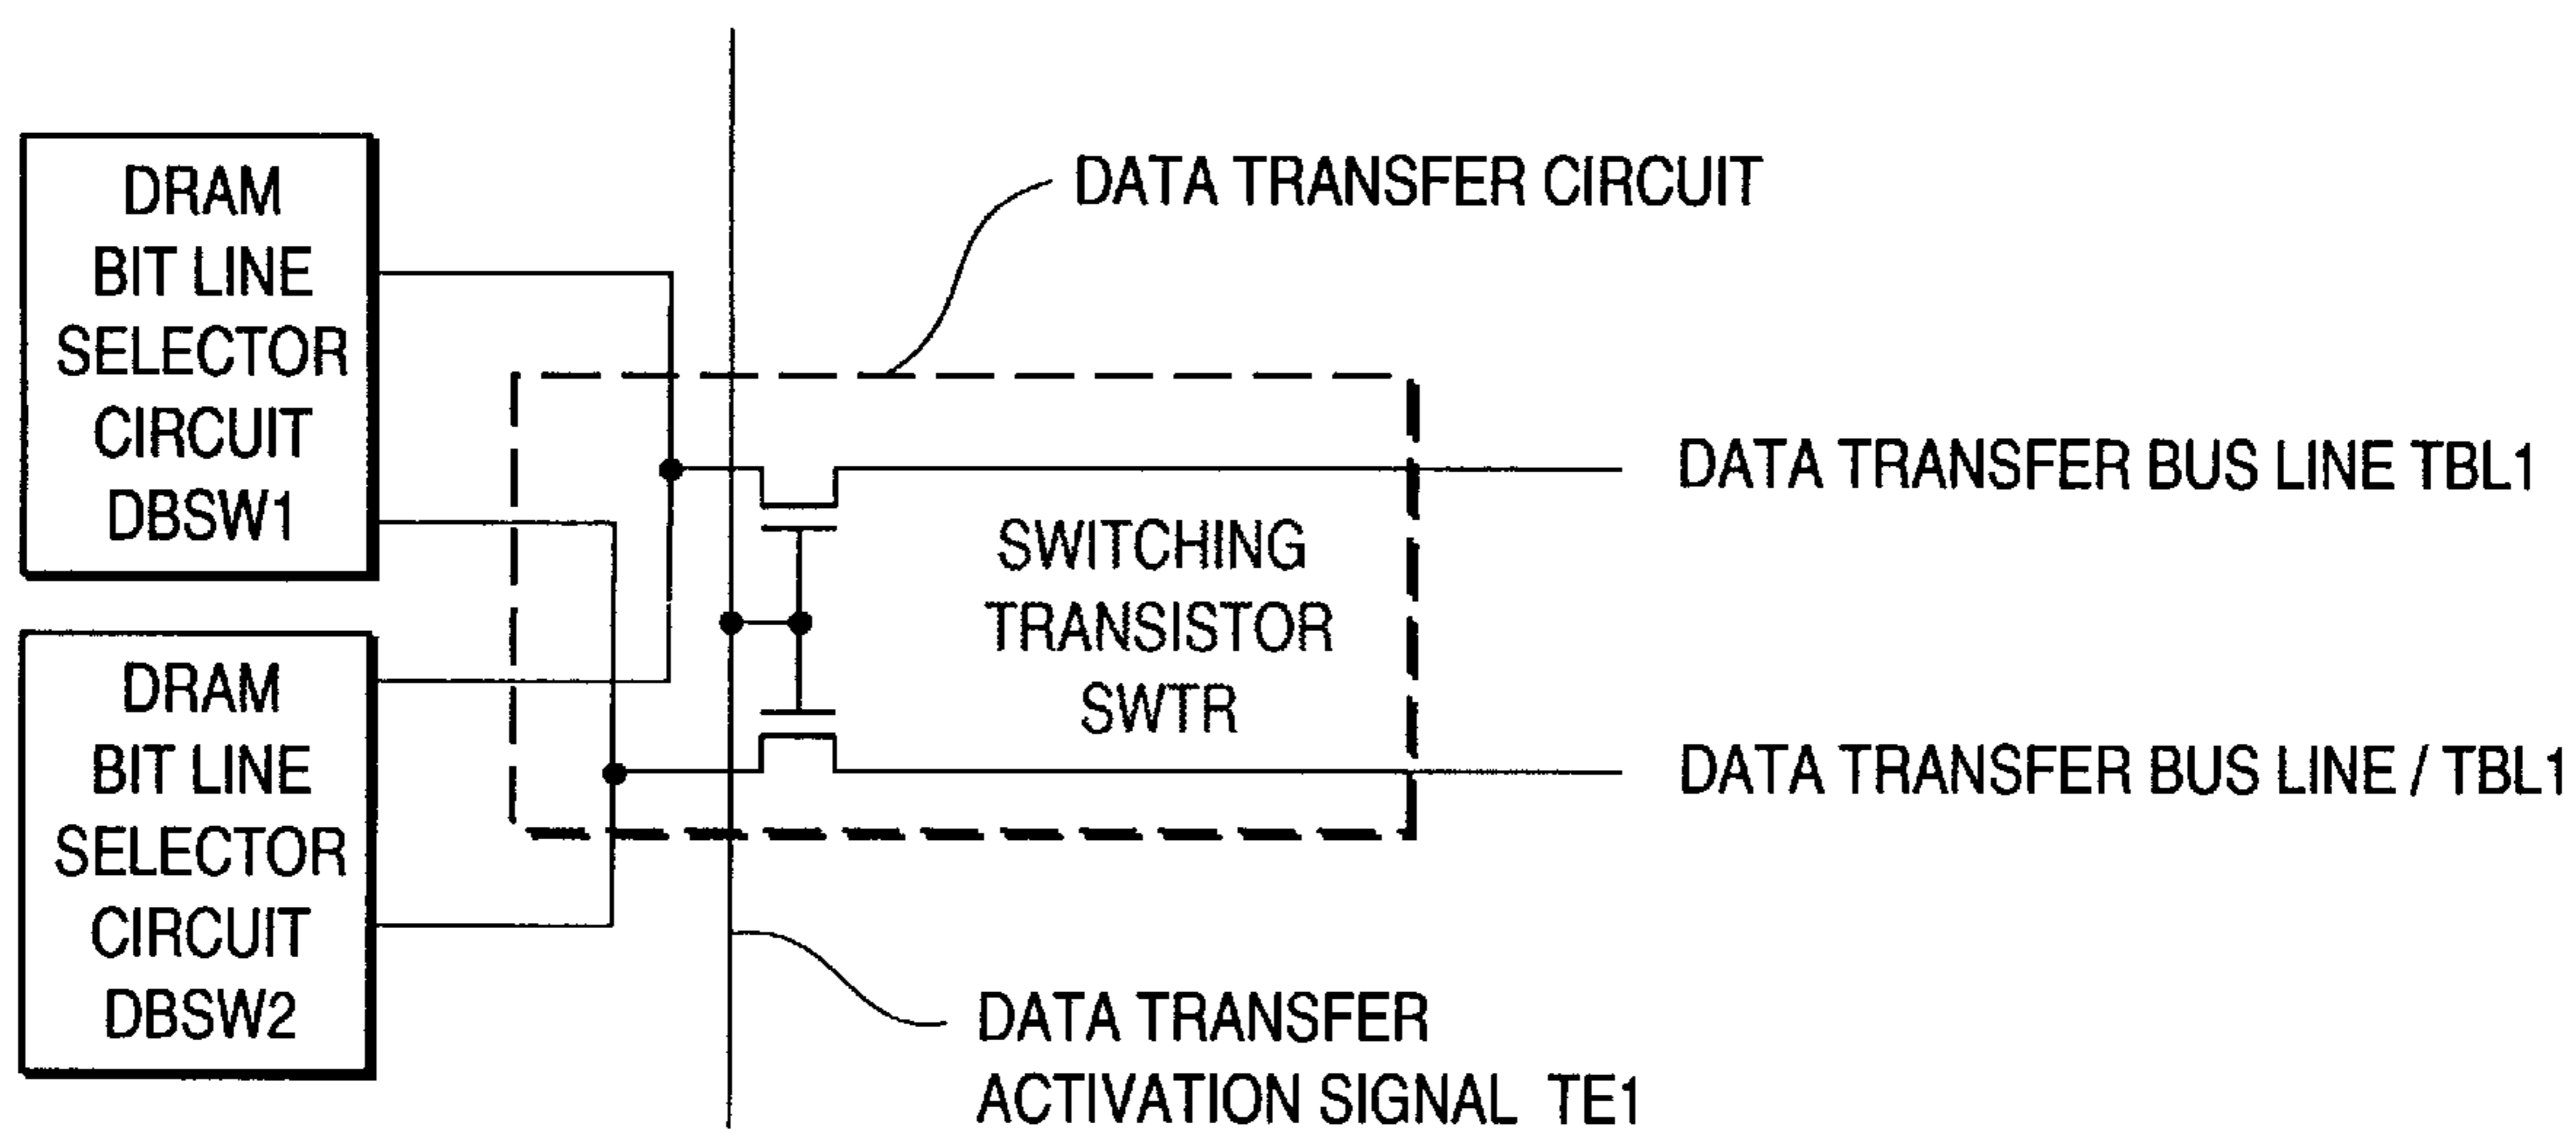 DRAM
BIT LINE
SELECTOR
CIRCUIT
DBSW1
DATA TRANSFER CIRCUIT
DATA TRANSFER BUS LINE TBL1
SWITCHING
TRANSISTOR
SWTR
DATA TRANSFER BUS LINE / TBL1
DRAM
BIT LINE
SELECTOR
CIRCUIT
DBSW2
DATA TRANSFER
ACTIVATION SIGNAL TE1